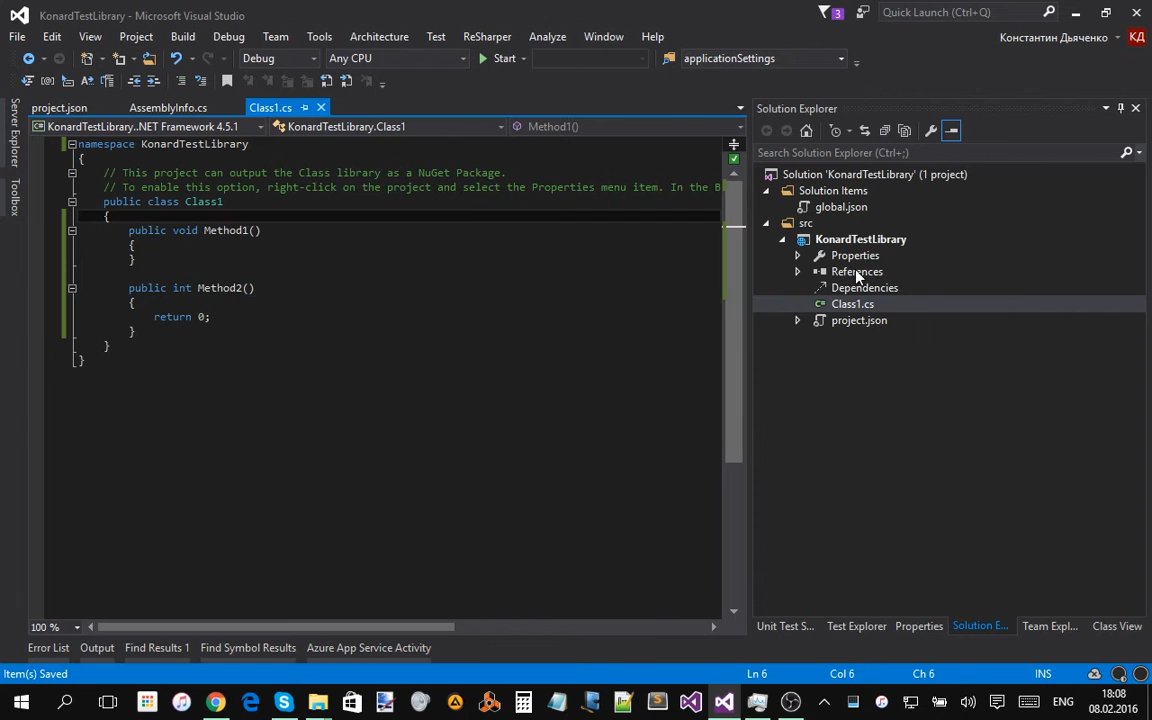 KonardTestLibrary - Microsoft Visual Studio
3
Quick Launch (Ctrl+Q)
File Edit View Project Build Debug Team Tools Architecture Test ReSharper Analyze Window Help
Константин Дьяченко
КД
Debug Any CPU Start applicationSettings
Server Explorer
Toolbox
project.json AssemblyInfo.cs Class1.cs
KonardTestLibrary..NET Framework 4.5.1 KonardTestLibrary.Class1 Method1()
namespace KonardTestLibrary
{
// This project can output the Class library as a NuGet Package.
// To enable this option, right-click on the project and select the Properties menu item. In the B
public class Class1
{
public void Method1()
{
}
public int Method2()
{
return 0;
}
}
}
100 %
Solution Explorer
Search Solution Explorer (Ctrl+;)
Solution 'KonardTestLibrary' (1 project)
Solution Items
global.json
src
KonardTestLibrary
Properties
References
Dependencies
Class1.cs
project.json
Unit Test S... Test Explorer Properties Solution E... Team Expl... Class View
Error List Output Find Results 1 Find Symbol Results Azure App Service Activity
Item(s) Saved Ln 6 Col 6 Ch 6 INS
ENG
18:08
08.02.2016